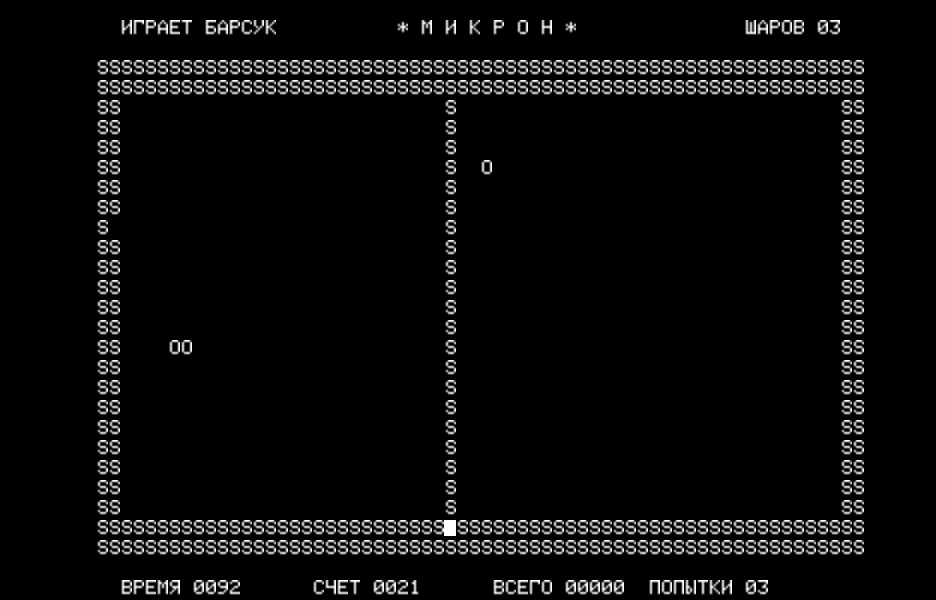 ИГРАЕТ БАРСУК * М И К Р О Н * ШАРОВ 03
ВРЕМЯ 0092 СЧЕТ 0021 ВСЕГО 00000 ПОПЫТКИ 03